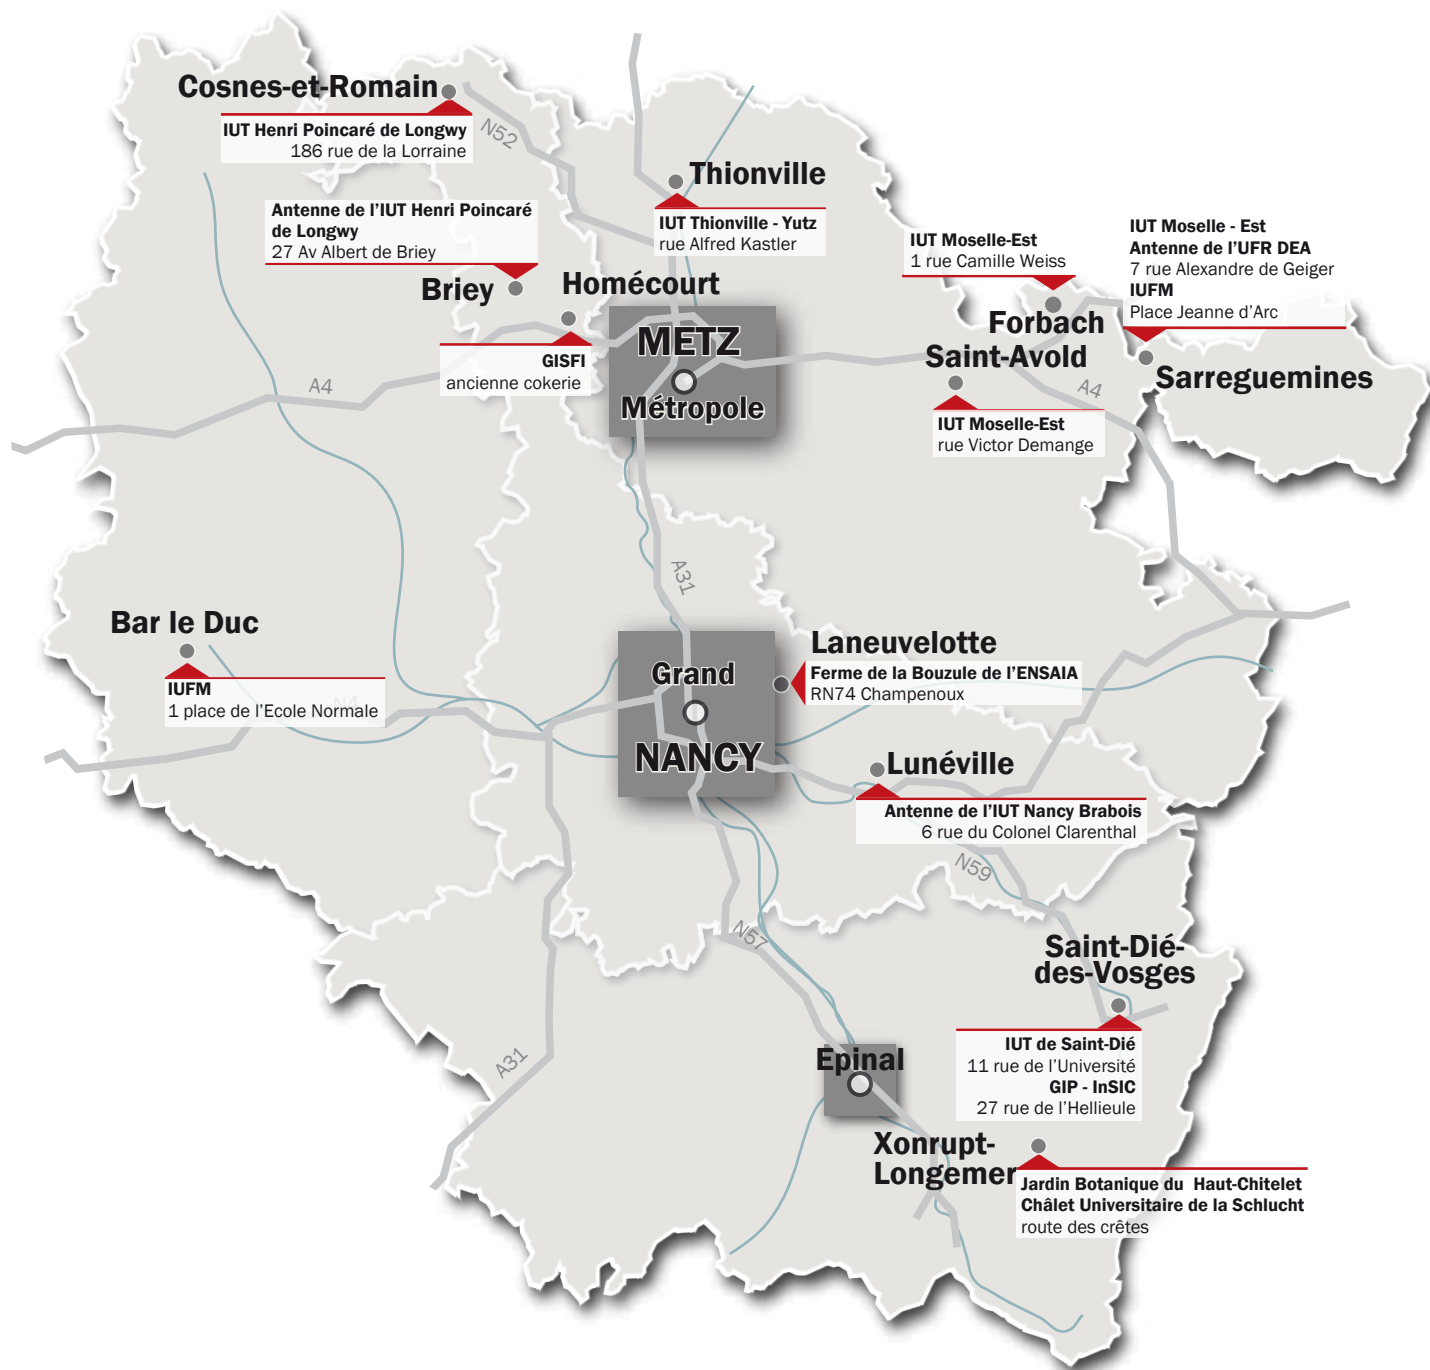 Cosnes-et-Romain
IUT Henri Poincaré de Longwy
186 rue de la Lorraine
N52
Thionville
IUT Thionville - Yutz
rue Alfred Kastler
Antenne de l'IUT Henri Poincaré
de Longwy
27 Av Albert de Briey
Briey
Homécourt
GISFI
ancienne cokerie
METZ
Métropole
IUT Moselle-Est
1 rue Camille Weiss
Forbach
IUT Moselle - Est
Antenne de l'UFR DEA
7 rue Alexandre de Geiger
IUFM
Place Jeanne d'Arc
Sarreguemines
Saint-Avold
IUT Moselle-Est
rue Victor Demange
A4
A4
A31
Bar le Duc
IUFM
1 place de l'Ecole Normale
N4
Grand
NANCY
Laneuvelotte
Ferme de la Bouzule de l'ENSAIA
RN74 Champenoux
Lunéville
Antenne de l'IUT Nancy Brabois
6 rue du Colonel Clarenthal
N59
N57
A31
Saint-Dié-
des-Vosges
IUT de Saint-Dié
11 rue de l'Université
GIP - InSIC
27 rue de l'Hellieule
Epinal
Xonrupt-
Longemer
Jardin Botanique du Haut-Chitelet
Châlet Universitaire de la Schlucht
route des crêtes